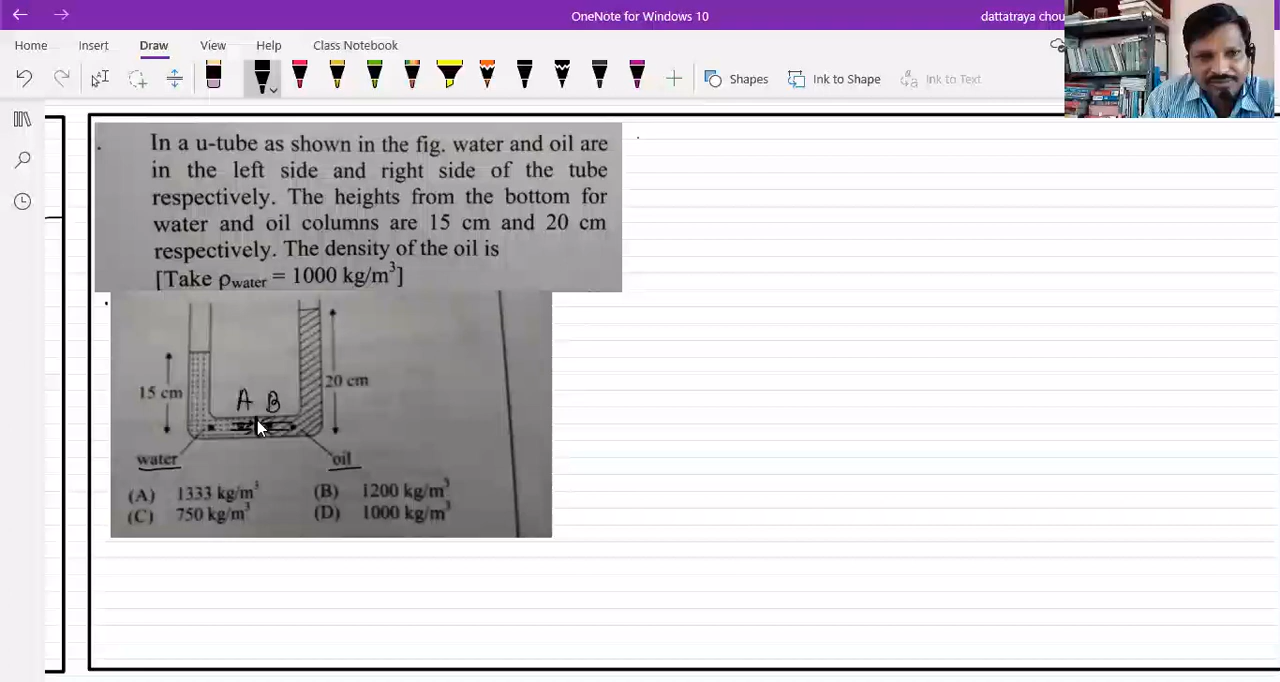 OneNote for Windows 10
dattatraya chou
Home Insert Draw View Help Class Notebook
Shapes Ink to Shape Ink to Text
In a u-tube as shown in the fig. water and oil are
in the left side and right side of the tube
respectively. The heights from the bottom for
water and oil columns are 15 cm and 20 cm
respectively. The density of the oil is
[Take ρwater = 1000 kg/m³]
15 cm
20 cm
A B
water oil
(A) 1333 kg/m³ (B) 1200 kg/m³
(C) 750 kg/m³ (D) 1000 kg/m³